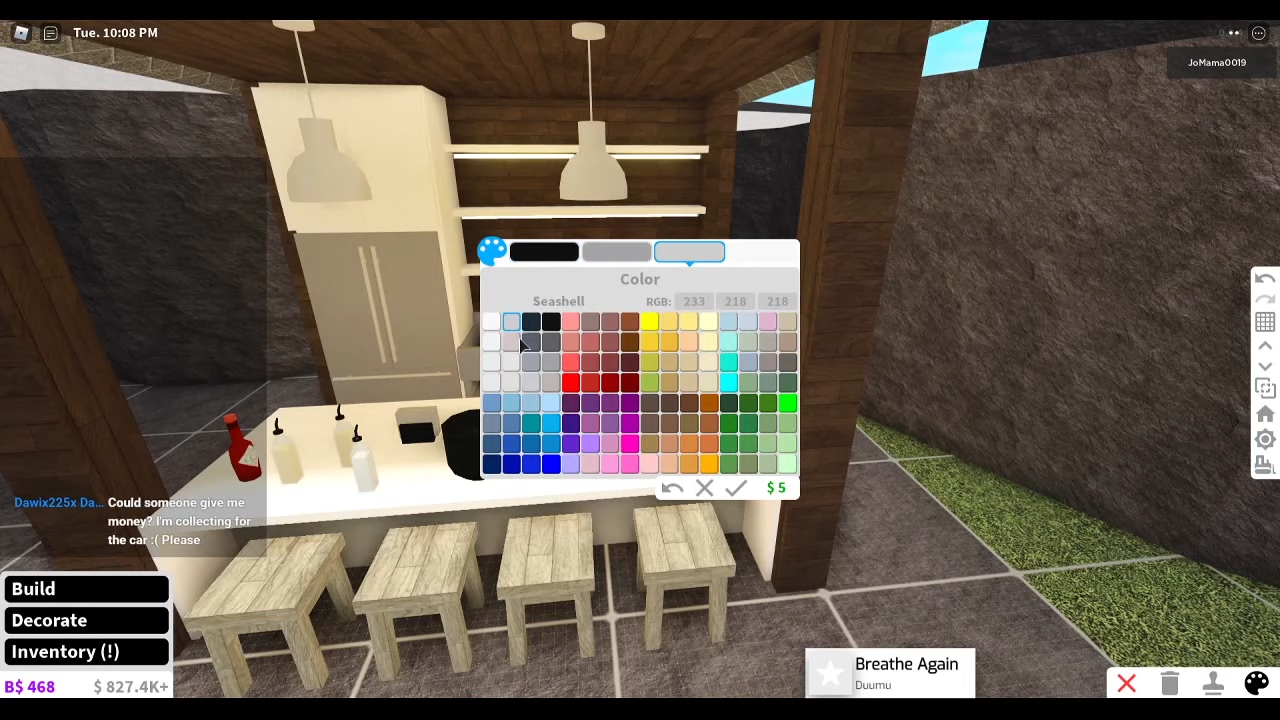 Tue. 10:08 PM
JoMama0019
Color
Seashell
RGB: 233 218 218
$ 5
Dawix225x Da... Could someone give me
money? I'm collecting for
the car :( Please
Build
Decorate
Inventory (!)
B$ 468 $ 827.4K+
Breathe Again
Duumu